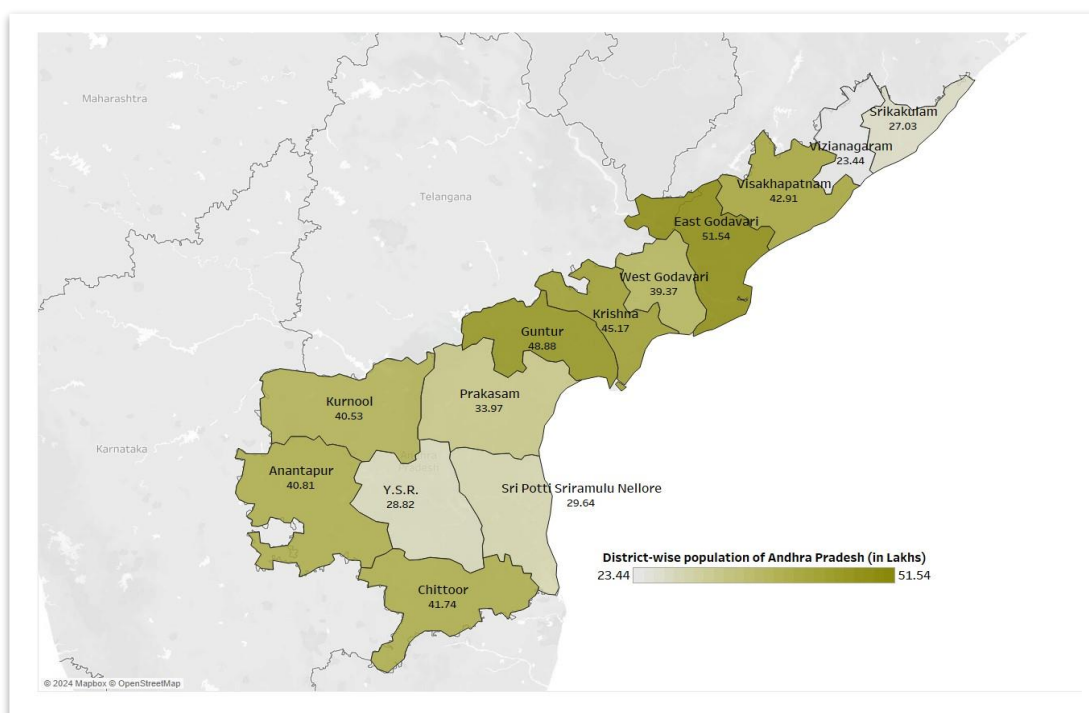 Maharashtra
Srikakulam
27.03
Vizianagaram
23.44
Visakhapatnam
42.91
Telangana
East Godavari
51.54
West Godavari
39.37
Krishna
45.17
Guntur
48.88
Prakasam
33.97
Kurnool
40.53
Karnataka
Andhra
Pradesh
Anantapur
40.81
Y.S.R.
28.82
Sri Potti Sriramulu Nellore
29.64
District-wise population of Andhra Pradesh (in Lakhs)
23.44 51.54
Chittoor
41.74
© 2024 Mapbox © OpenStreetMap